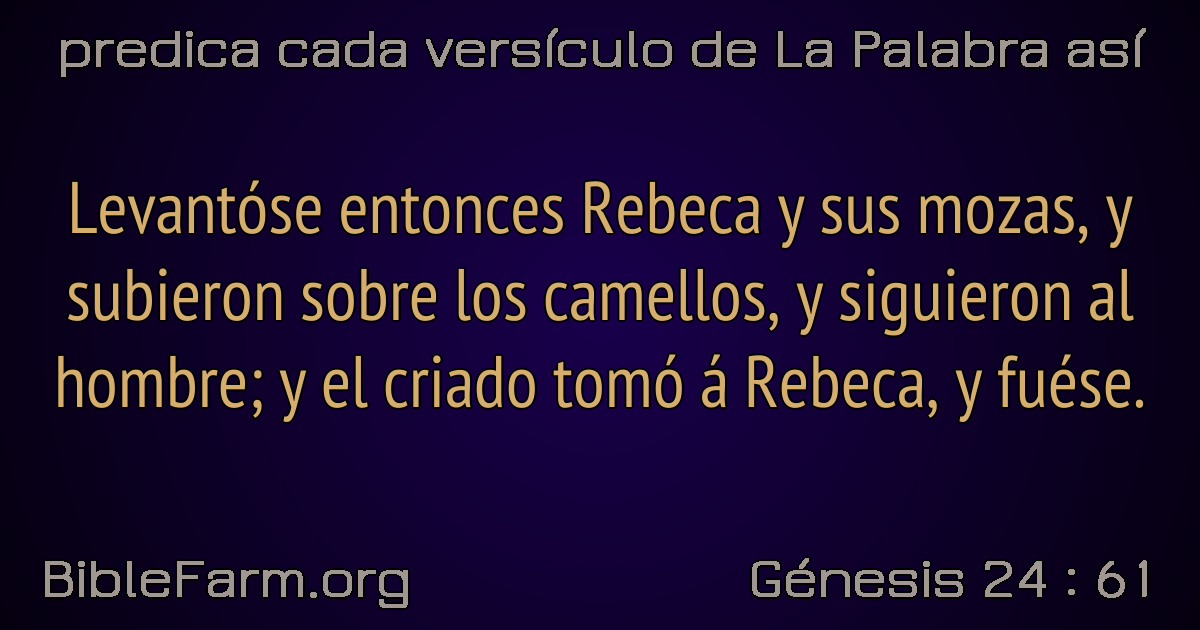 predica cada versículo de La Palabra así
Levantóse entonces Rebeca y sus mozas, y
subieron sobre los camellos, y siguieron al
hombre; y el criado tomó á Rebeca, y fuése.
BibleFarm.org
Génesis 24 : 61